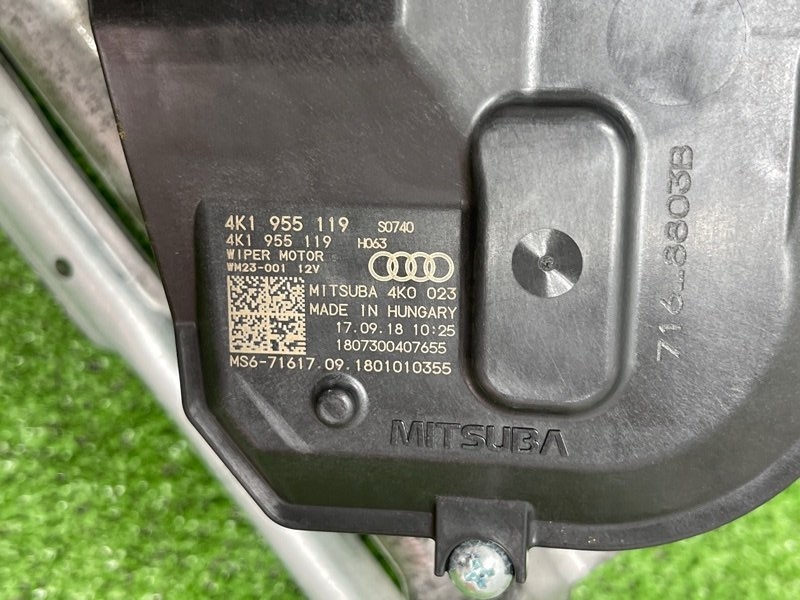 4K1 955 119 S0740
4K1 955 119 H063
WIPER MOTOR
WM23-001 12V
MITSUBA 4K0 023
MADE IN HUNGARY
17.09.18 10:25
1807300407655
MS6-71617.09.1801010355
MITSUBA